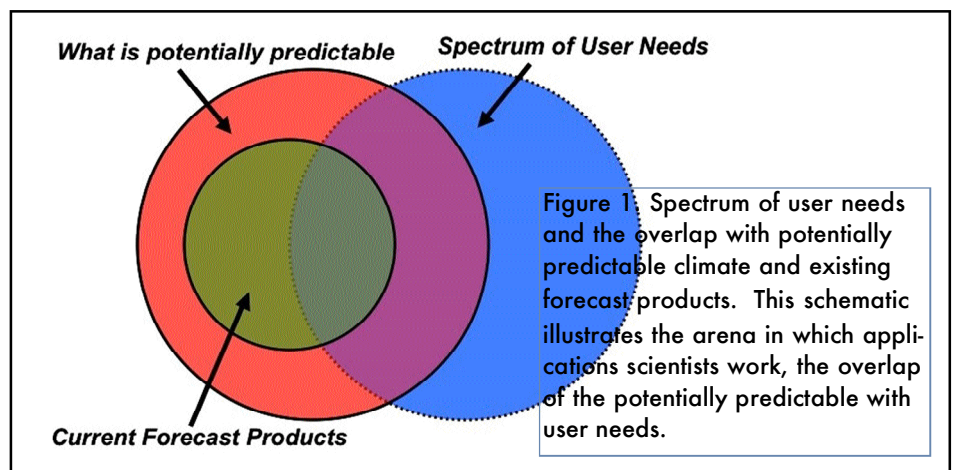 What is potentially predictable
Spectrum of User Needs
Figure 1. Spectrum of user needs
and the overlap with potentially
predictable climate and existing
forecast products. This schematic
illustrates the arena in which appli-
cations scientists work, the overlap
of the potentially predictable with
user needs.
Current Forecast Products